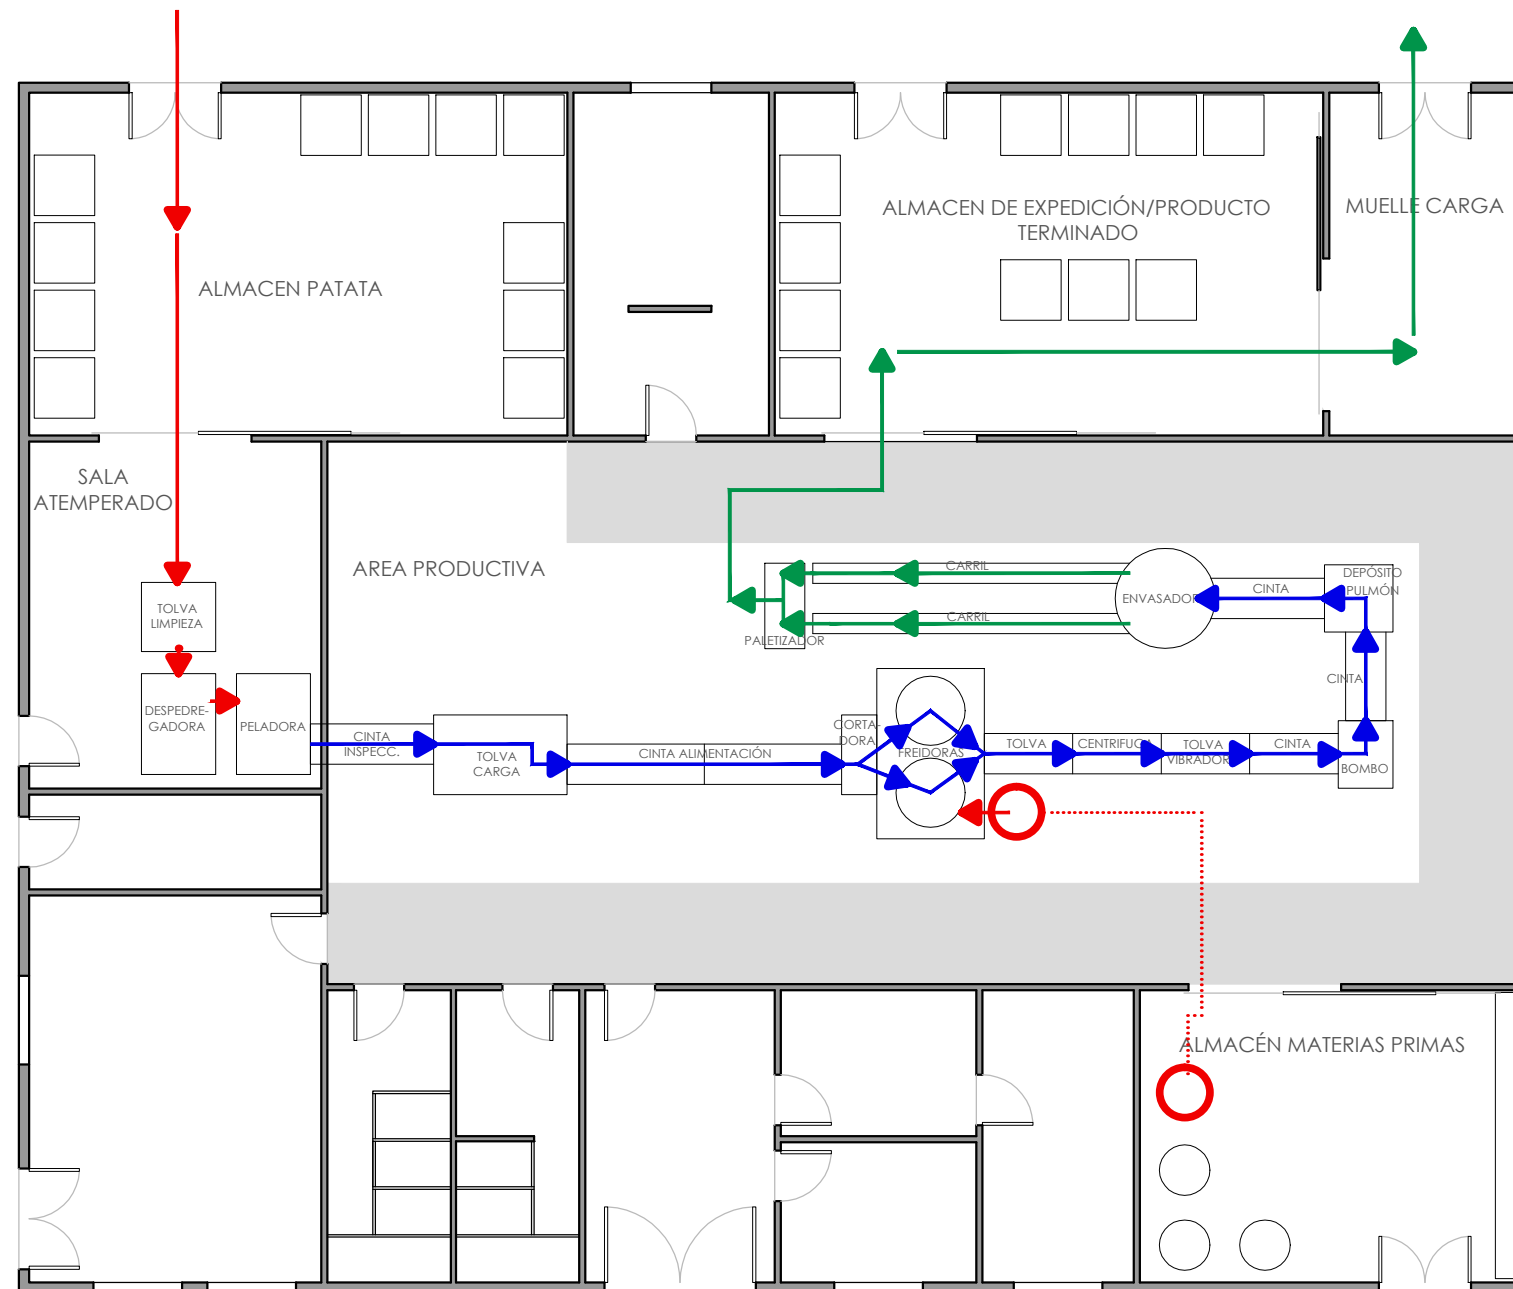 ALMACEN DE EXPEDICIÓN/PRODUCTO
TERMINADO
MUELLE CARGA
ALMACEN PATATA
SALA
ATEMPERADO
AREA PRODUCTIVA
TOLVA
LIMPIEZA
DESPEDRE-
GADORA
PELADORA
CINTA
INSPECC.
TOLVA
CARGA
CINTA ALIMENTACIÓN
CORTA-
DORA
FREIDORAS
TOLVA
CENTRIFUGA
TOLVA
VIBRADOR
CINTA
BOMBO
CINTA
DEPÓSITO
PULMÓN
CINTA
ENVASADOR
CARRIL
CARRIL
PALETIZADOR
ALMACÉN MATERIAS PRIMAS